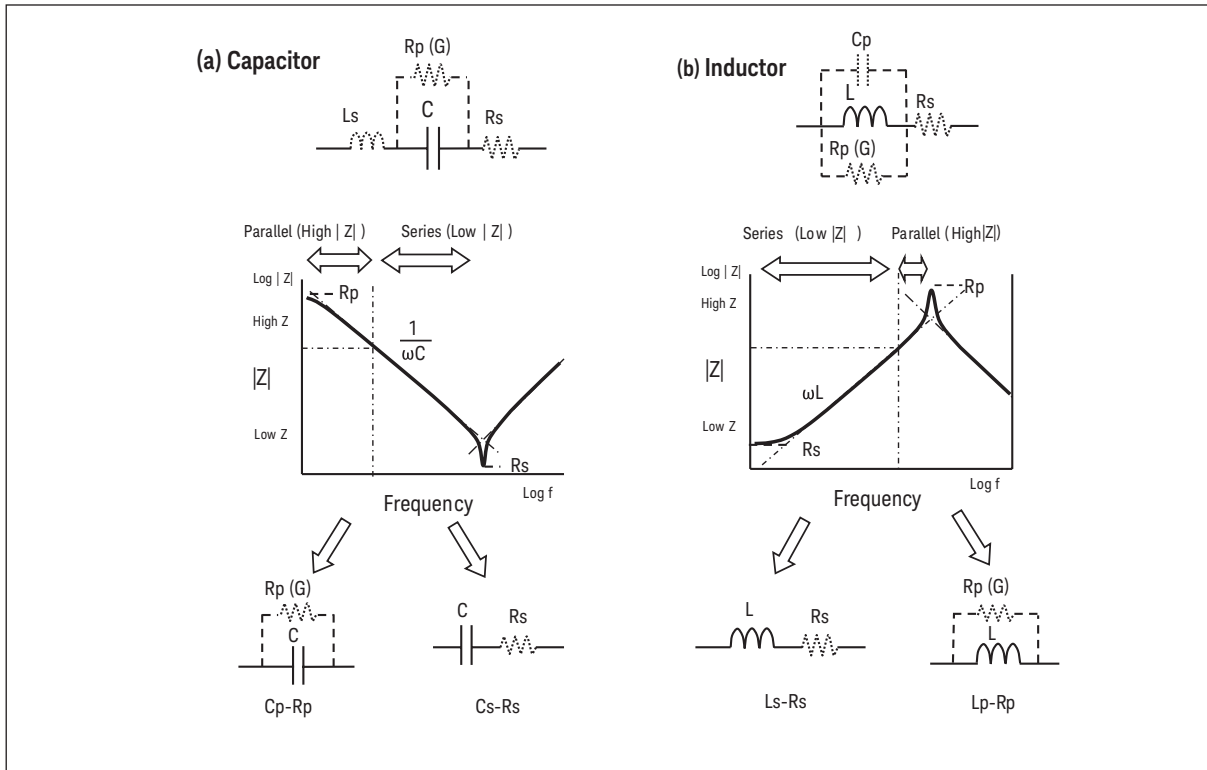 (a) Capacitor
Rp (G)
Ls
C
Rs
Parallel (High | Z| )
Series (Low | Z| )
Log | Z|
Rp
High Z
1
ωC
|Z|
Low Z
Rs
Log f
Frequency
Rp (G)
C
Cp-Rp
C
Rs
Cs-Rs
(b) Inductor
Cp
L
Rs
Rp (G)
Series (Low |Z| )
Parallel ( High|Z|)
Log | Z|
Rp
High Z
|Z|
ωL
Low Z
Rs
Log f
Frequency
L
Rs
Ls-Rs
Rp (G)
L
Lp-Rp